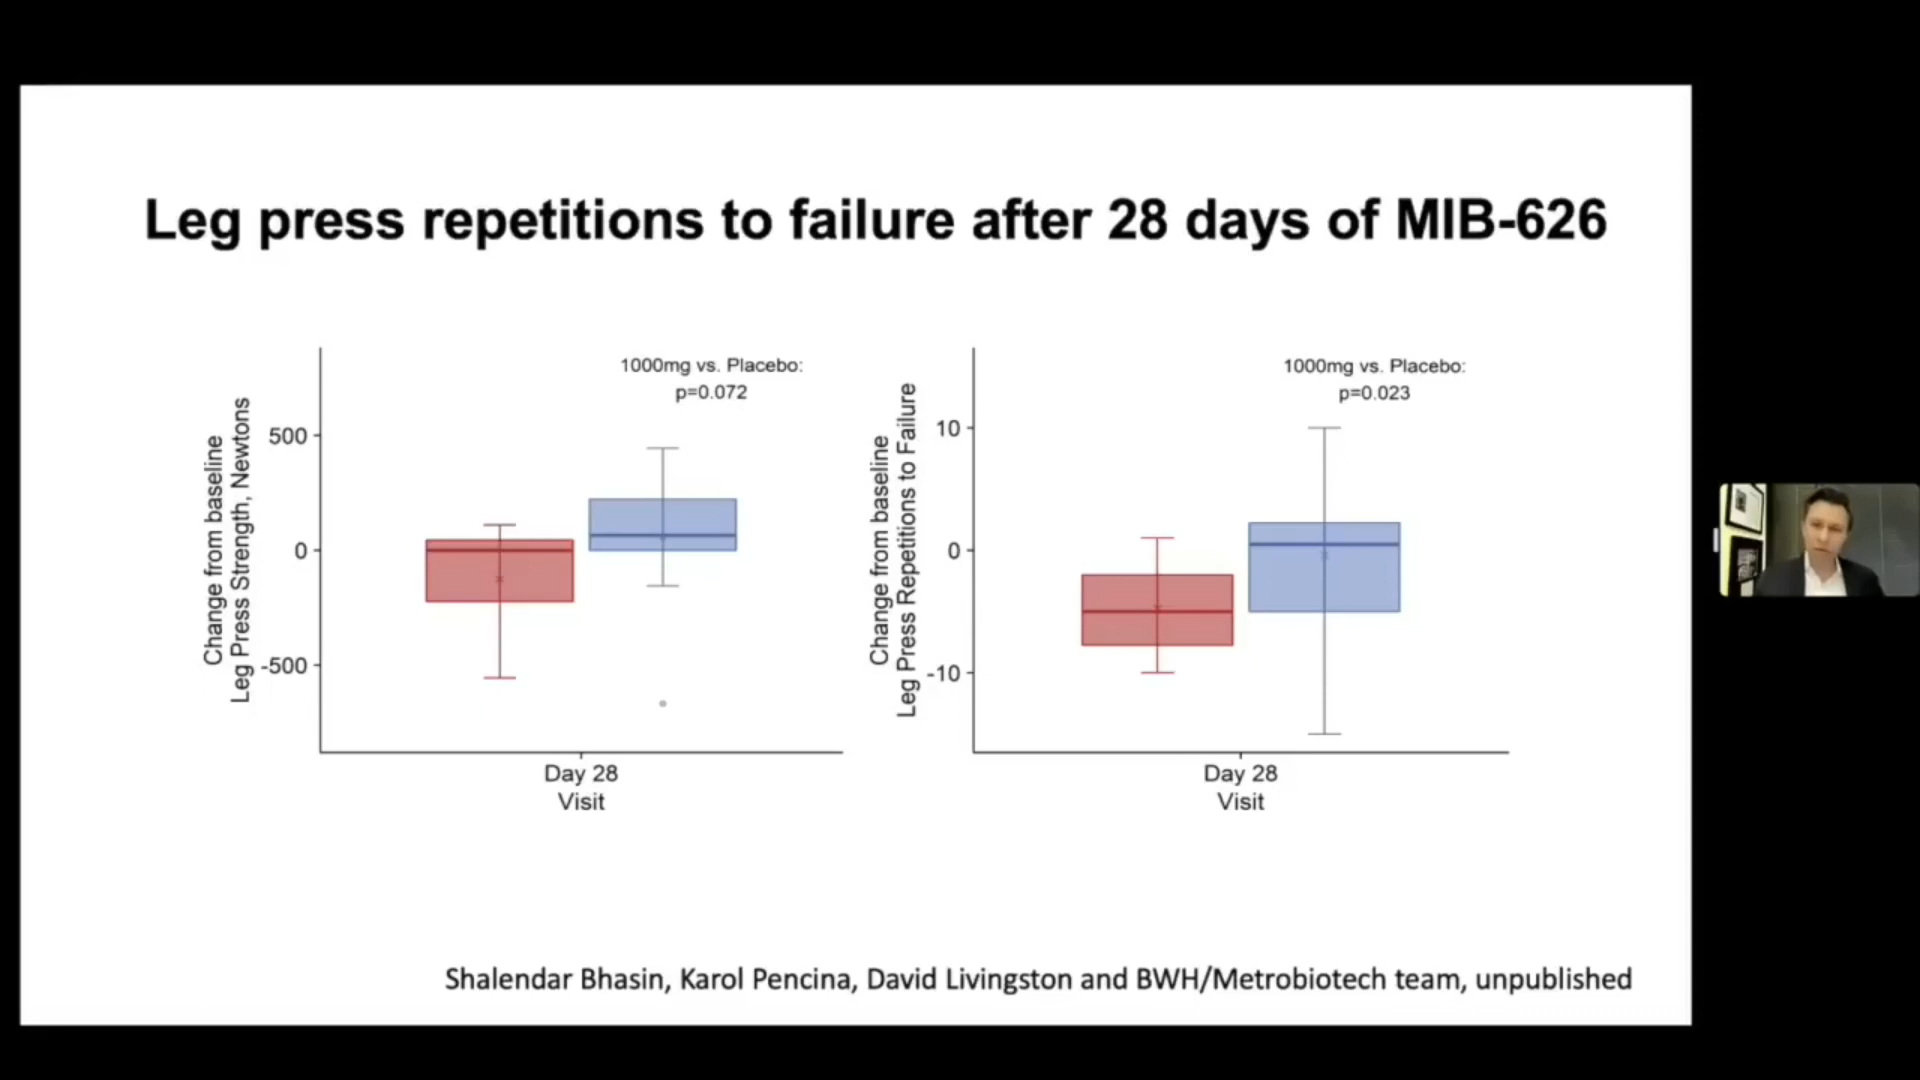 Leg press repetitions to failure after 28 days of MIB-626
1000mg vs. Placebo:
p=0.072
Change from baseline
Leg Press Strength, Newtons
500
0
-500
Day 28
Visit
1000mg vs. Placebo:
p=0.023
Change from baseline
Leg Press Repetitions to Failure
10
0
-10
Day 28
Visit
Shalendar Bhasin, Karol Pencina, David Livingston and BWH/Metrobiotech team, unpublished